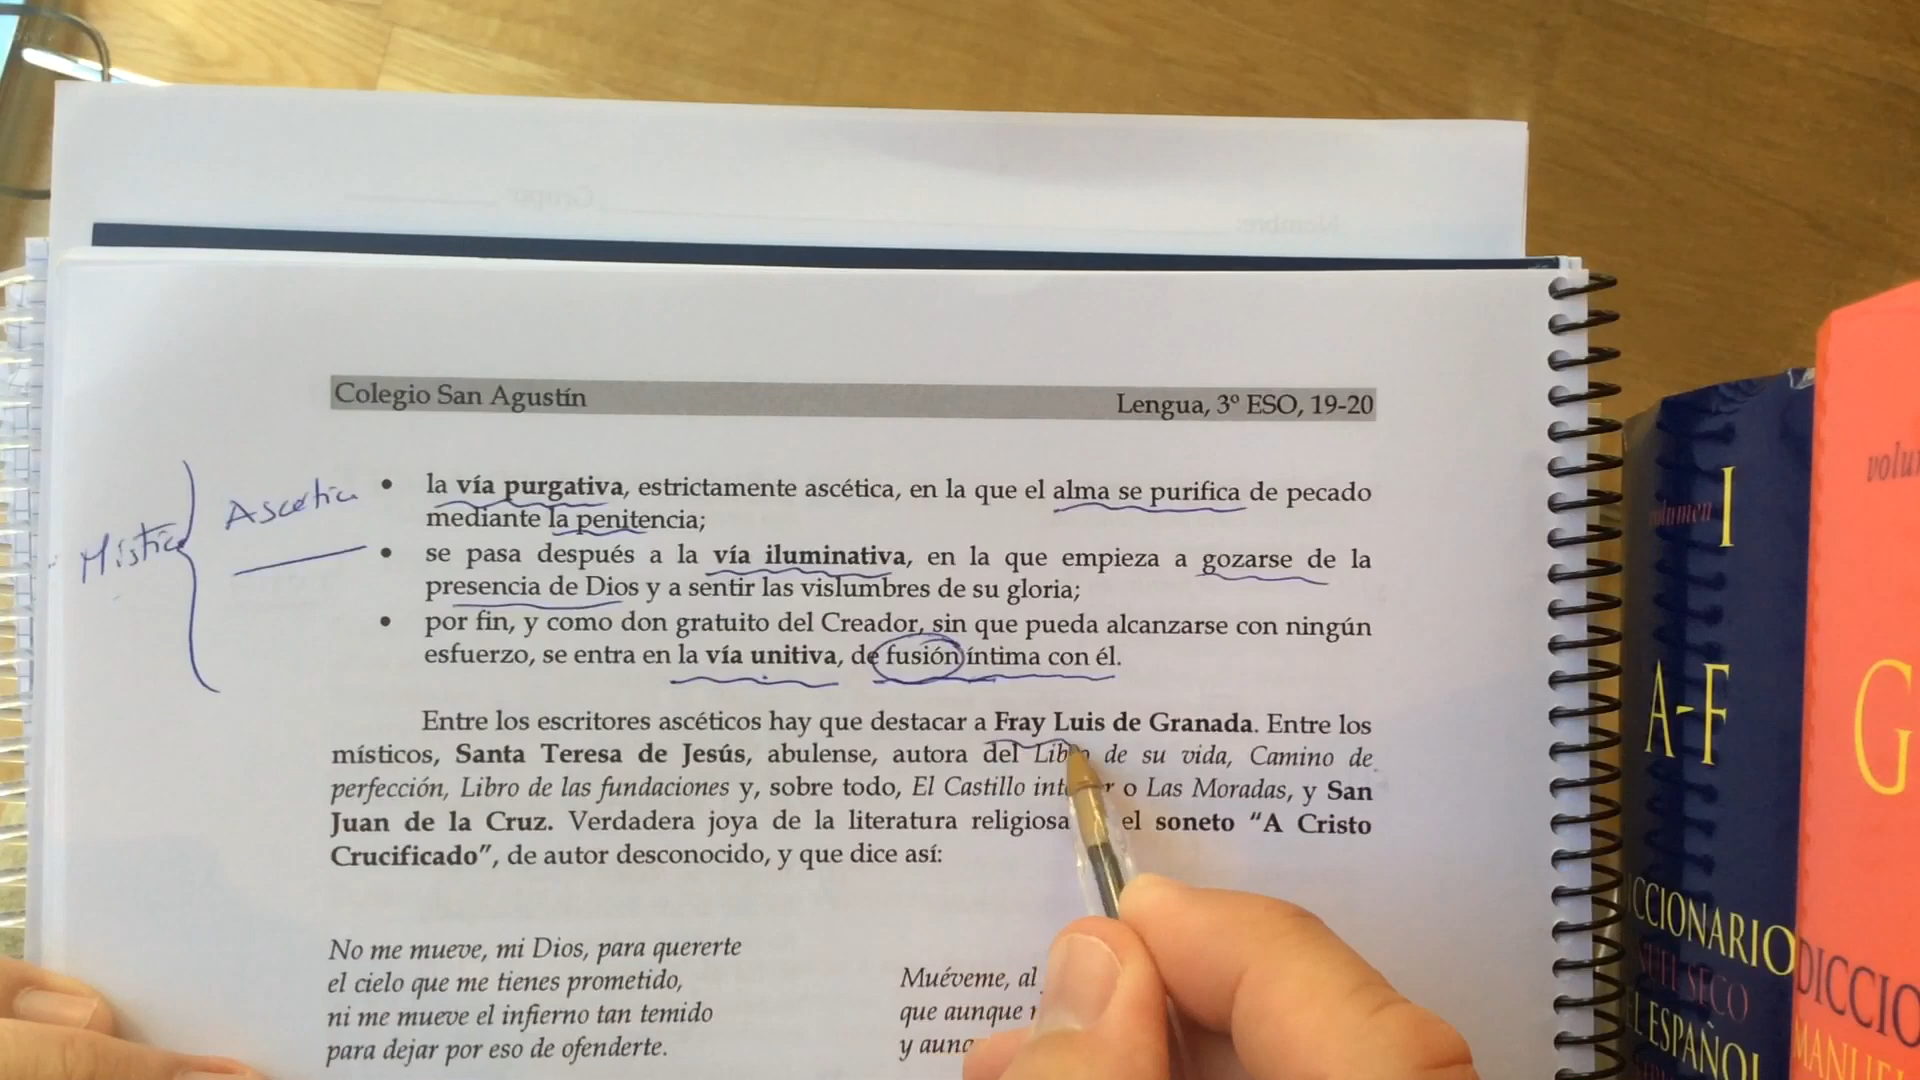 Grupo:
Nombre:
Colegio San Agustín
Lengua, 3º ESO, 19-20
Mística
Ascética
• la vía purgativa, estrictamente ascética, en la que el alma se purifica de pecado
mediante la penitencia;
• se pasa después a la vía iluminativa, en la que empieza a gozarse de la
presencia de Dios y a sentir las vislumbres de su gloria;
• por fin, y como don gratuito del Creador, sin que pueda alcanzarse con ningún
esfuerzo, se entra en la vía unitiva, de fusión íntima con él.
Entre los escritores ascéticos hay que destacar a Fray Luis de Granada. Entre los
místicos, Santa Teresa de Jesús, abulense, autora del Libro de su vida, Camino de
perfección, Libro de las fundaciones y, sobre todo, El Castillo interior o Las Moradas, y San
Juan de la Cruz. Verdadera joya de la literatura religiosa el soneto “A Cristo
Crucificado”, de autor desconocido, y que dice así:
No me mueve, mi Dios, para quererte
el cielo que me tienes prometido,
ni me mueve el infierno tan temido
para dejar por eso de ofenderte.
Muéveme, al
que aunque
y aunq
volumen I
A-F
DICCIONARIO
SECO
ESPAÑOL
volu
G
DICCIO
MANUEL